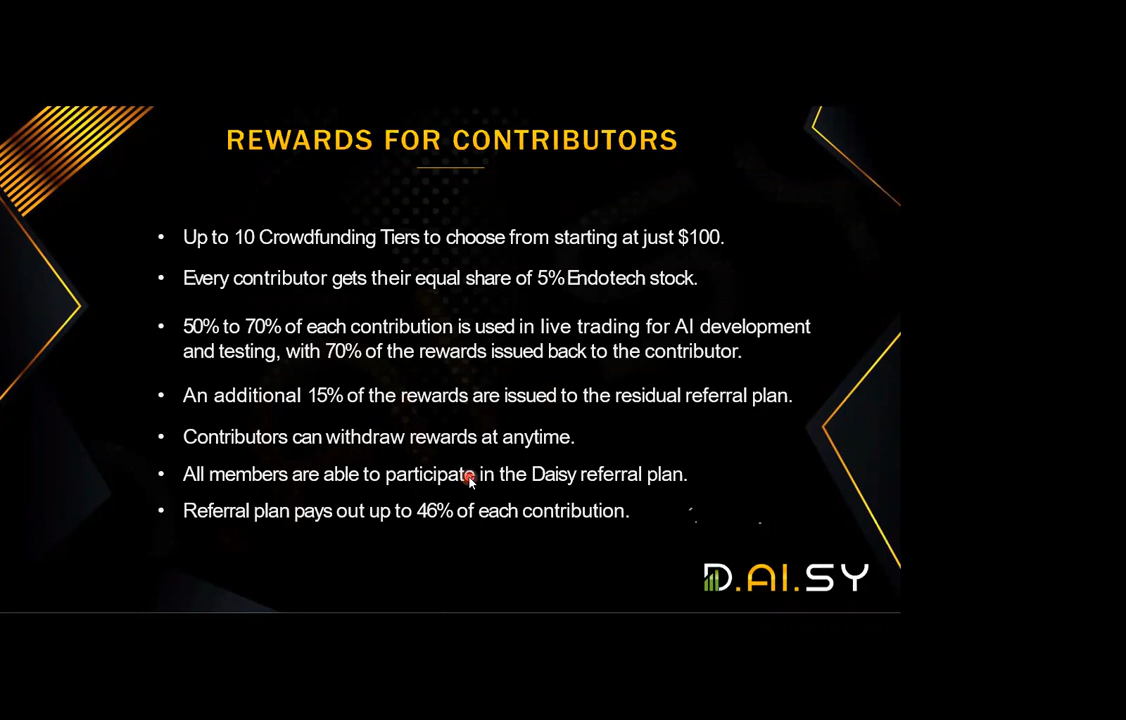 REWARDS FOR CONTRIBUTORS
• Up to 10 Crowdfunding Tiers to choose from starting at just $100.
• Every contributor gets their equal share of 5% Endotech stock.
• 50% to 70% of each contribution is used in live trading for AI development
and testing, with 70% of the rewards issued back to the contributor.
• An additional 15% of the rewards are issued to the residual referral plan.
• Contributors can withdraw rewards at anytime.
• All members are able to participate in the Daisy referral plan.
• Referral plan pays out up to 46% of each contribution.
D.AI.SY